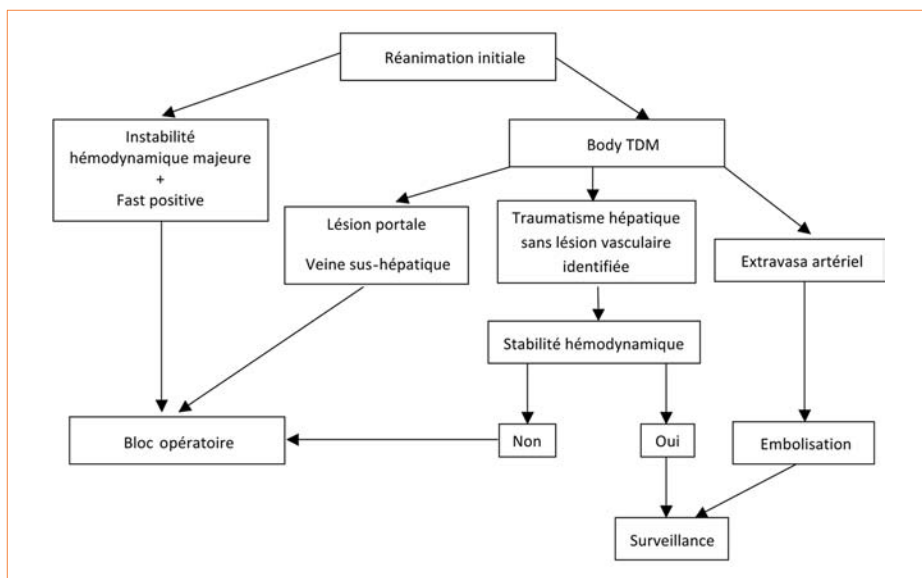 Réanimation initiale
Instabilité
hémodynamique majeure
+
Fast positive
Body TDM
Lésion portale
Veine sus-hépatique
Traumatisme hépatique
sans lésion vasculaire
identifiée
Extravasa artériel
Stabilité hémodynamique
Bloc opératoire
Non
Oui
Embolisation
Surveillance